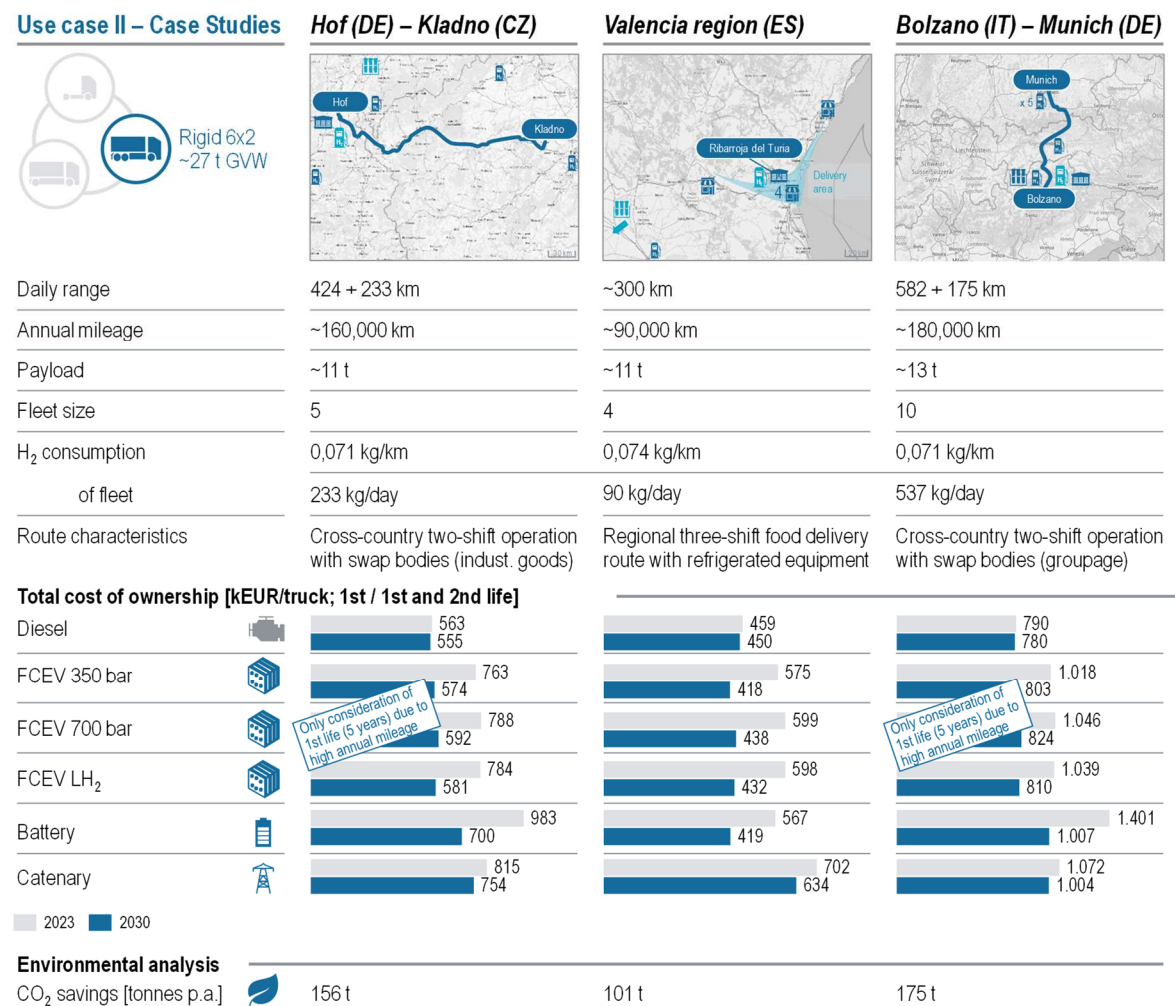 Use case II – Case Studies
Hof (DE) – Kladno (CZ)
Valencia region (ES)
Bolzano (IT) – Munich (DE)
Rigid 6x2
~27 t GVW
Hof
Kladno
H₂
30 km
Ribarroja del Turia
H₂
4
Delivery
area
20 km
Munich
x 5
H₂
Bolzano
Daily range
424 + 233 km
~300 km
582 + 175 km
Annual mileage
~160,000 km
~90,000 km
~180,000 km
Payload
~11 t
~11 t
~13 t
Fleet size
5
4
10
H₂ consumption
0,071 kg/km
0,074 kg/km
0,071 kg/km
of fleet
233 kg/day
90 kg/day
537 kg/day
Route characteristics
Cross-country two-shift operation
with swap bodies (indust. goods)
Regional three-shift food delivery
route with refrigerated equipment
Cross-country two-shift operation
with swap bodies (groupage)
Total cost of ownership [kEUR/truck; 1st / 1st and 2nd life]
Diesel
563
555
459
450
790
780
FCEV 350 bar
763
574
575
418
1.018
803
FCEV 700 bar
788
592
599
438
1.046
824
Only consideration of
1st life (5 years) due to
high annual mileage
Only consideration of
1st life (5 years) due to
high annual mileage
FCEV LH₂
784
581
598
432
1.039
810
Battery
983
700
567
419
1.401
1.007
Catenary
815
754
702
634
1.072
1.004
2023
2030
Environmental analysis
CO₂ savings [tonnes p.a.]
156 t
101 t
175 t